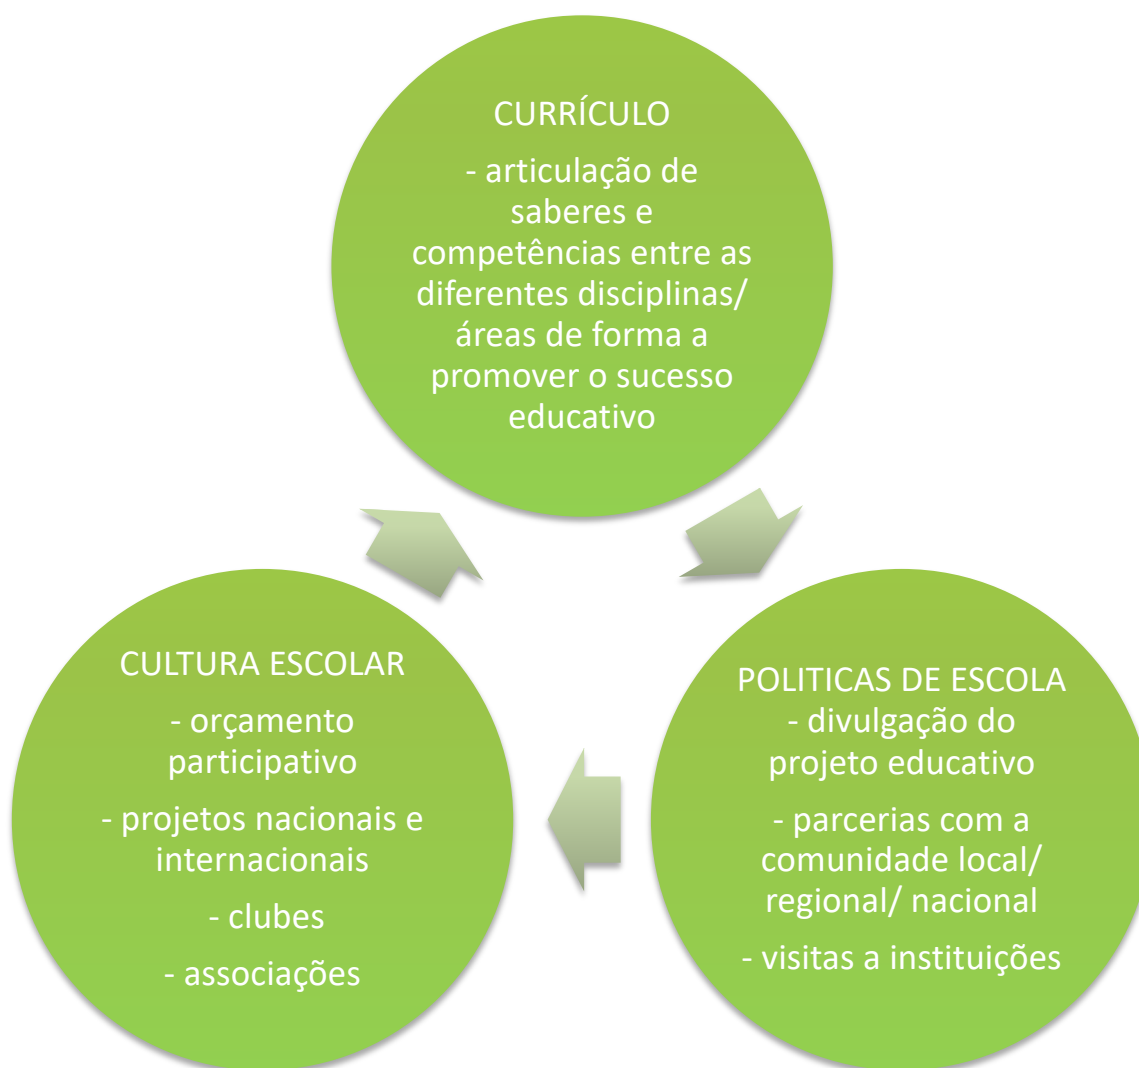 CURRÍCULO
- articulação de
saberes e
competências entre as
diferentes disciplinas/
áreas de forma a
promover o sucesso
educativo
POLITICAS DE ESCOLA
- divulgação do
projeto educativo
- parcerias com a
comunidade local/
regional/ nacional
- visitas a instituições
CULTURA ESCOLAR
- orçamento
participativo
- projetos nacionais e
internacionais
- clubes
- associações